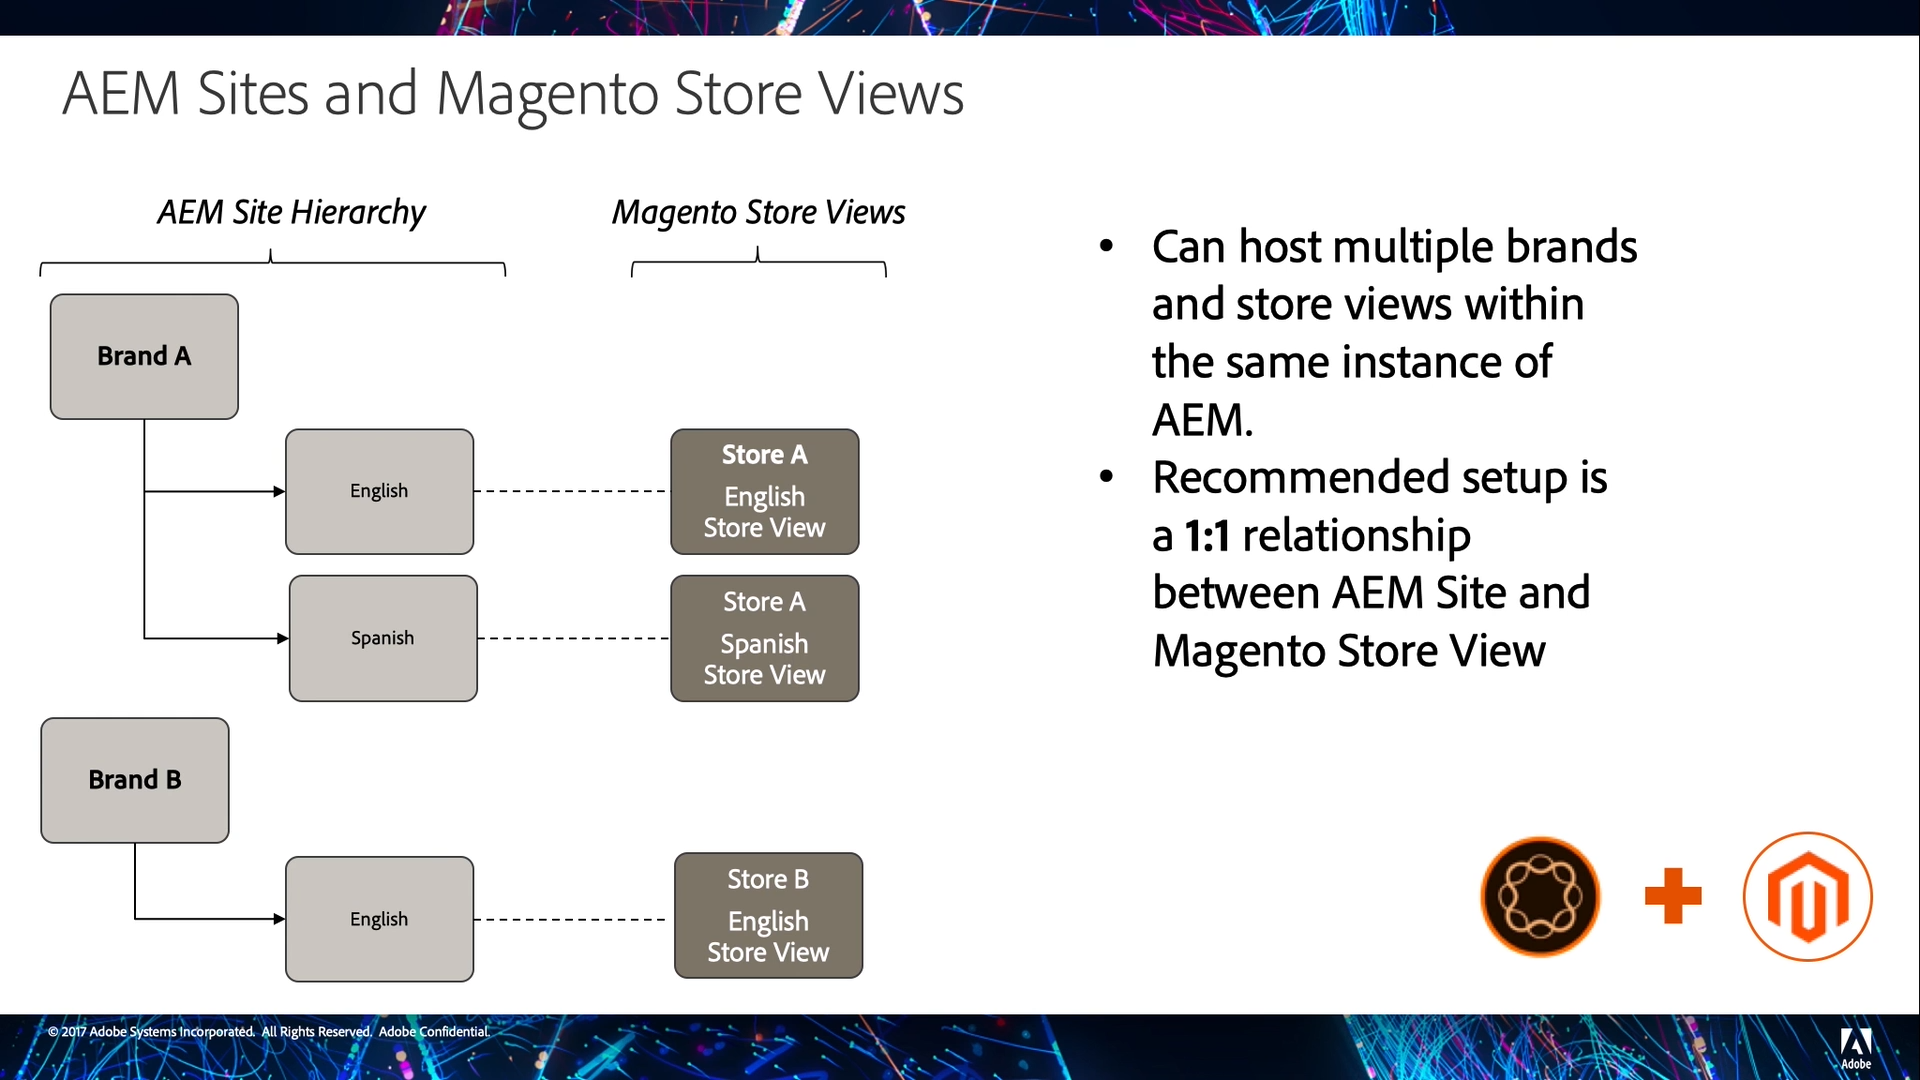 AEM Sites and Magento Store Views
AEM Site Hierarchy
Magento Store Views
Brand A
English
Store A
English
Store View
Spanish
Store A
Spanish
Store View
Brand B
English
Store B
English
Store View
• Can host multiple brands
and store views within
the same instance of
AEM.
• Recommended setup is
a 1:1 relationship
between AEM Site and
Magento Store View
© 2017 Adobe Systems Incorporated. All Rights Reserved. Adobe Confidential.
Adobe